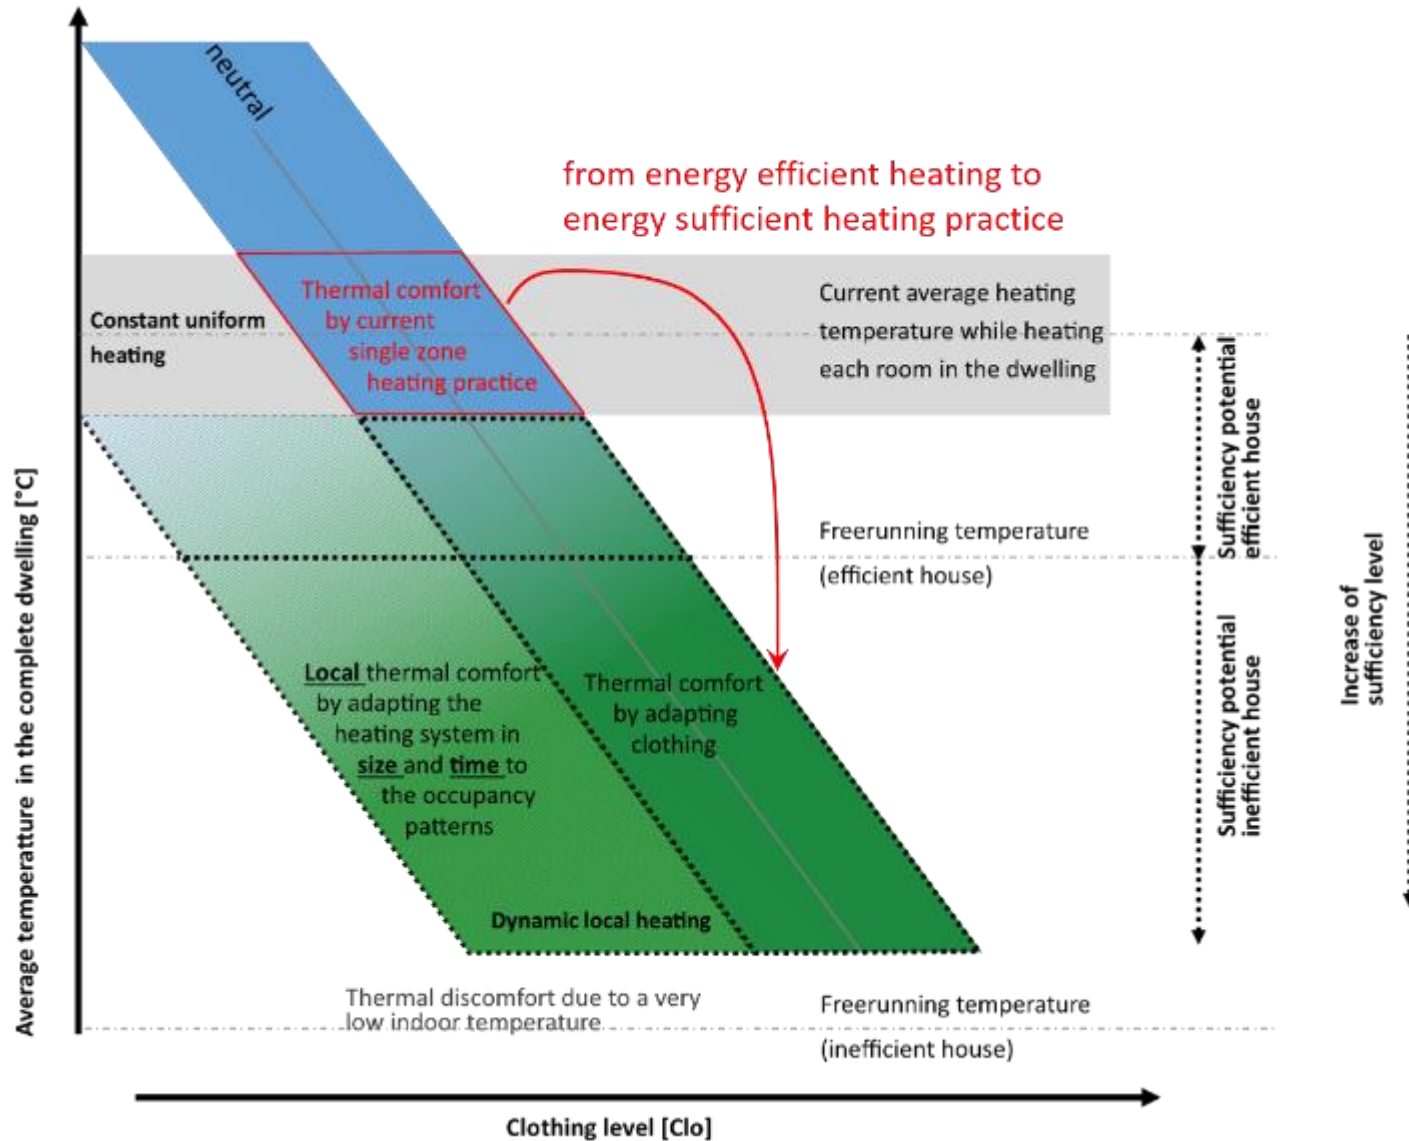 neutral
from energy efficient heating to
energy sufficient heating practice
Constant uniform
heating
Thermal comfort
by current
single zone
heating practice
Current average heating
temperature while heating
each room in the dwelling
Freerunning temperature
(efficient house)
Sufficiency potential
efficient house
Local thermal comfort
by adapting the
heating system in
size and time to
the occupancy
patterns
Thermal comfort
by adapting
clothing
Sufficiency potential
inefficient house
Increase of
sufficiency level
Dynamic local heating
Thermal discomfort due to a very
low indoor temperature
Freerunning temperature
(inefficient house)
Average temperatture in the complete dwelling [°C]
Clothing level [Clo]